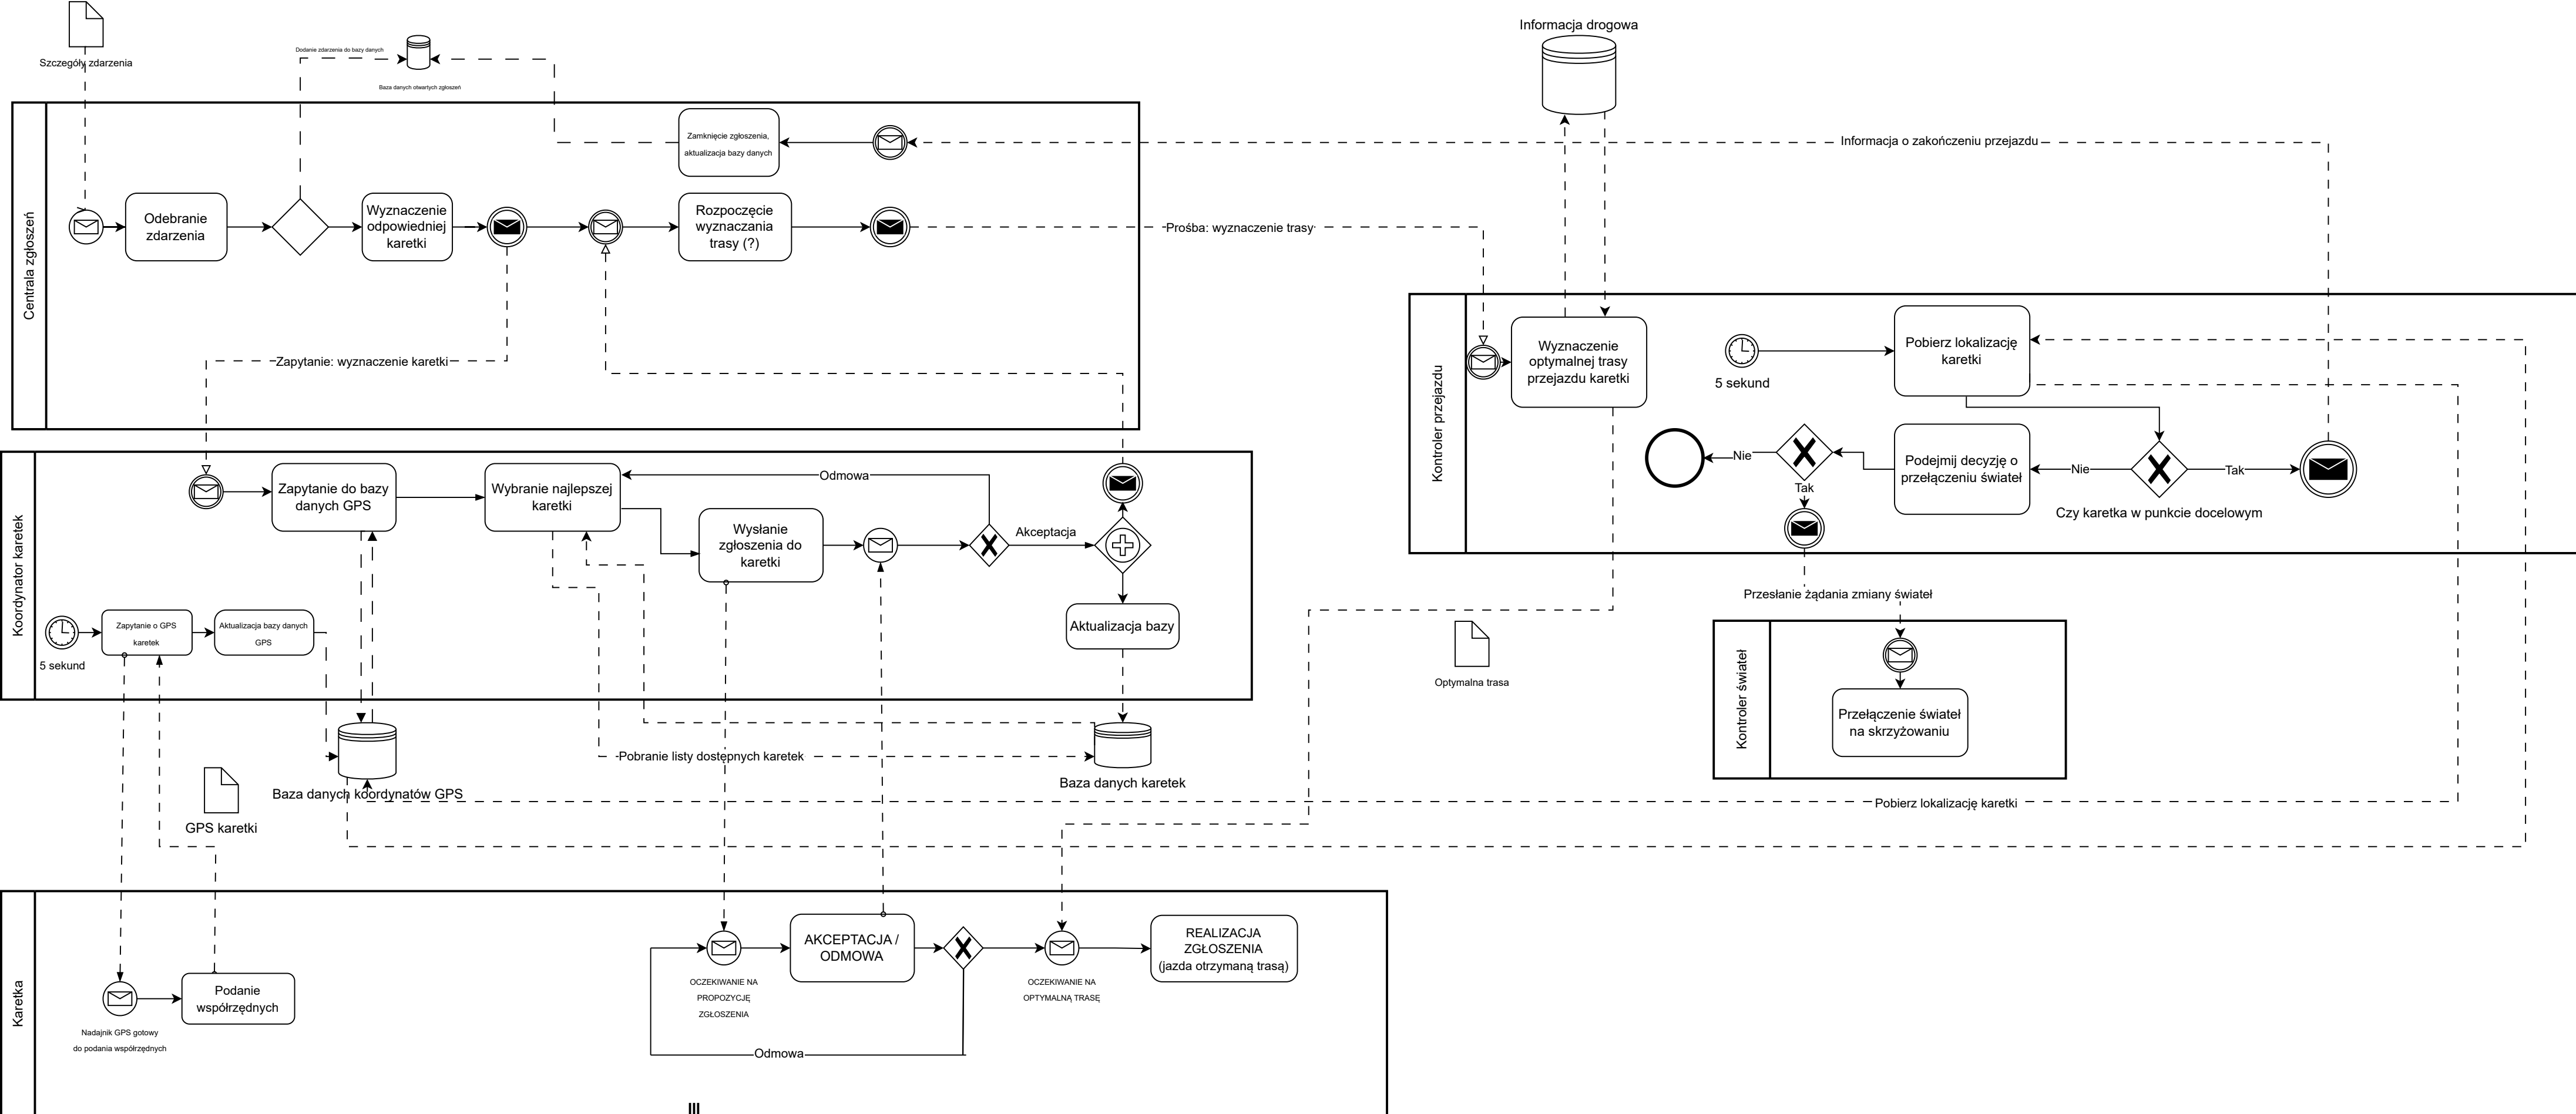 Informacja drogowa
Dodanie zdarzenia do bazy danych
Szczegóły zdarzenia
Baza danych otwartych zgłoszeń
Centrala zgłoszeń
Zamknięcie zgłoszenia,
aktualizacja bazy danych
Informacja o zakończeniu przejazdu
Odebranie
zdarzenia
Wyznaczenie
odpowiedniej
karetki
Rozpoczęcie
wyznaczania
trasy (?)
Prośba: wyznaczenie trasy
Zapytanie: wyznaczenie karetki
Kontroler przejazdu
Wyznaczenie
optymalnej trasy
przejazdu karetki
5 sekund
Pobierz lokalizację
karetki
Nie
Tak
Podejmij decyzję o
przełączeniu świateł
Nie
Tak
Czy karetka w punkcie docelowym
Koordynator karetek
Zapytanie do bazy
danych GPS
Wybranie najlepszej
karetki
Odmowa
Wysłanie
zgłoszenia do
karetki
Akceptacja
Aktualizacja bazy
5 sekund
Zapytanie o GPS
karetek
Aktualizacja bazy danych
GPS
Przesłanie żądania zmiany świateł
Optymalna trasa
Kontroler świateł
Przełączenie świateł
na skrzyżowaniu
Pobranie listy dostępnych karetek
Baza danych karetek
Baza danych koordynatów GPS
Pobierz lokalizację karetki
GPS karetki
Karetka
Nadajnik GPS gotowy
do podania współrzędnych
Podanie
współrzędnych
OCZEKIWANIE NA
PROPOZYCJĘ
ZGŁOSZENIA
AKCEPTACJA /
ODMOWA
OCZEKIWANIE NA
OPTYMALNĄ TRASĘ
REALIZACJA
ZGŁOSZENIA
(jazda otrzymaną trasą)
Odmowa